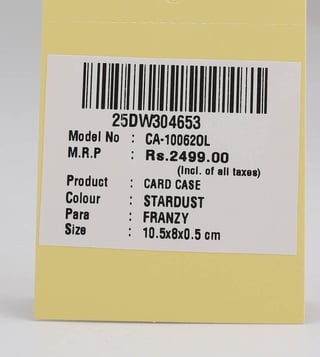 25DW304653
Model No : CA-10062OL
M.R.P : Rs.2499.00
(Incl. of all taxes)
Product : CARD CASE
Colour : STARDUST
Para : FRANZY
Size : 10.5x8x0.5 cm